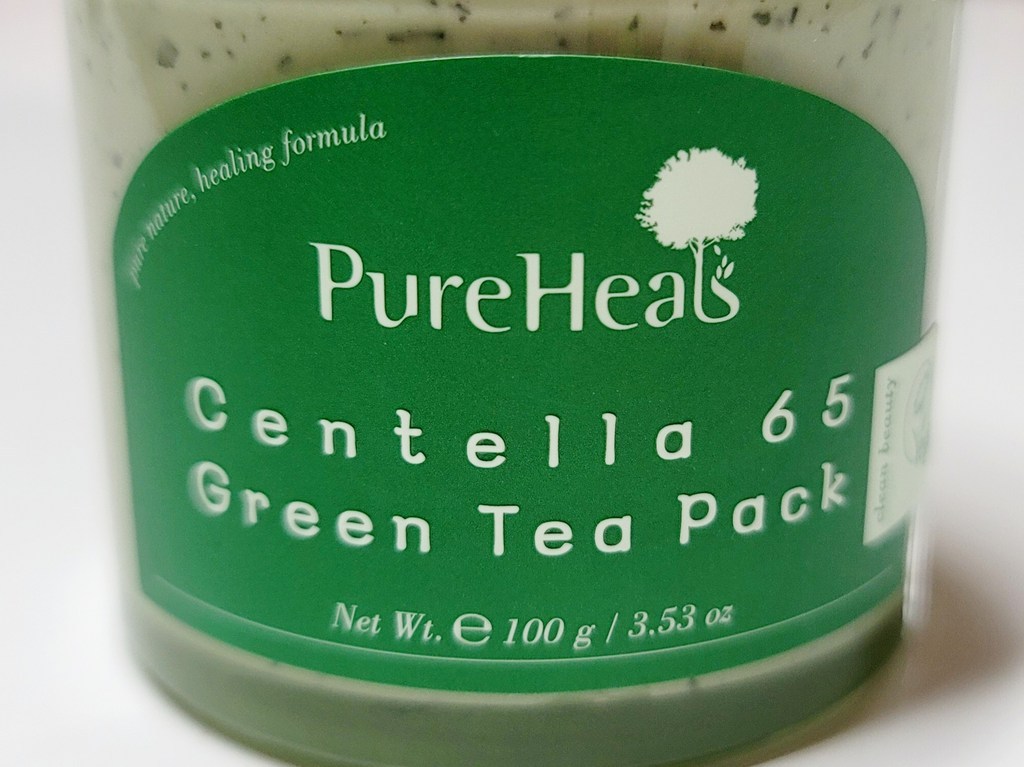 pure nature, healing formula
PureHeals
Centella 65
Green Tea Pack
Net Wt. ℮ 100 g / 3.53 oz
clean beauty